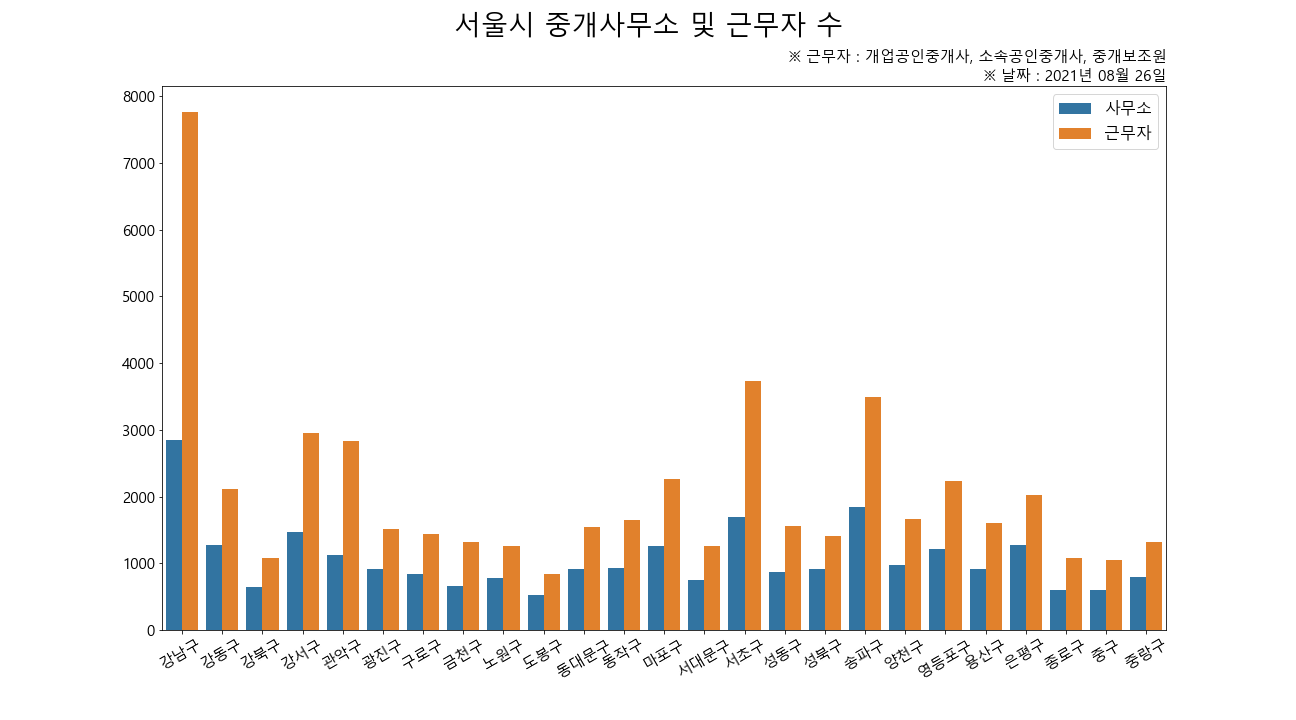 서울시 중개사무소 및 근무자 수
※ 근무자 : 개업공인중개사, 소속공인중개사, 중개보조원
※ 날짜 : 2021년 08월 26일
사무소
근무자
8000
7000
6000
5000
4000
3000
2000
1000
0
강남구 강동구 강북구 강서구 관악구 광진구 구로구 금천구 노원구 도봉구 동대문구 동작구 마포구 서대문구 서초구 성동구 성북구 송파구 양천구 영등포구 용산구 은평구 종로구 중구 중랑구